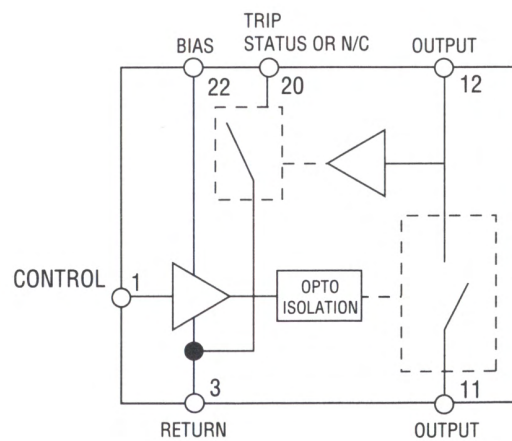 TRIP
BIAS
STATUS OR N/C
OUTPUT
22
20
12
CONTROL
1
OPTO
ISOLATION
3
11
RETURN
OUTPUT